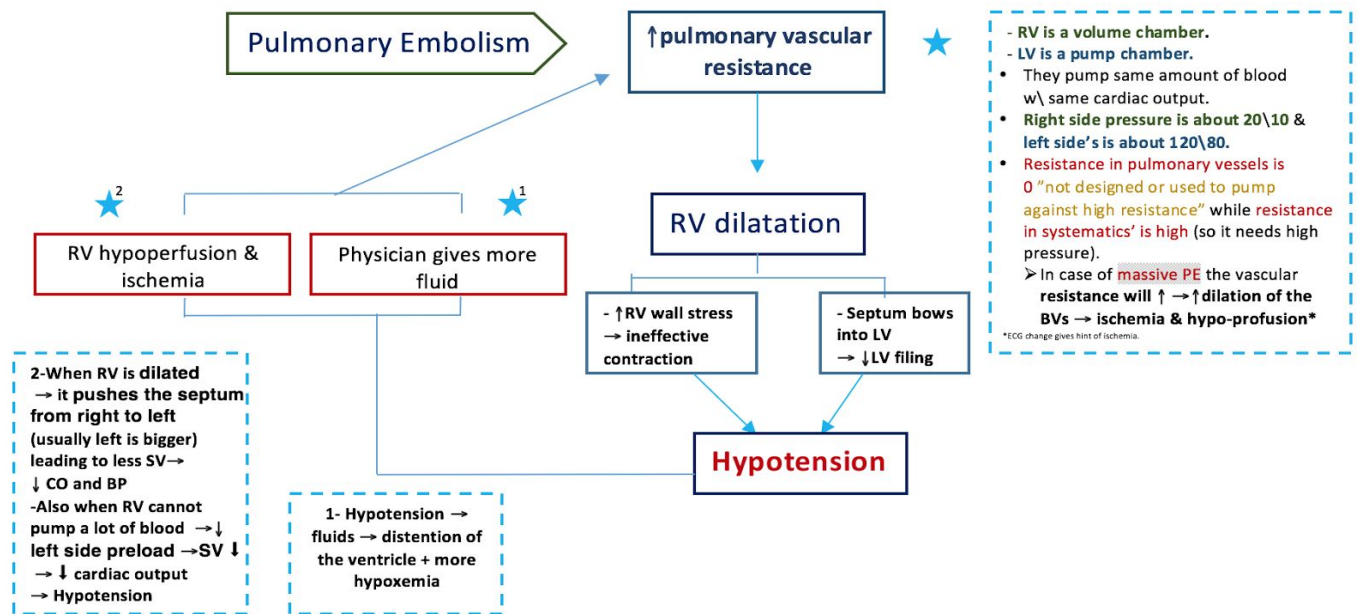 Pulmonary Embolism
↑pulmonary vascular
resistance
- RV is a volume chamber.
- LV is a pump chamber.
• They pump same amount of blood
w\ same cardiac output.
• Right side pressure is about 20\10 &
left side's is about 120\80.
• Resistance in pulmonary vessels is
0 ”not designed or used to pump
against high resistance” while resistance
in systematics' is high (so it needs high
pressure).
➢ In case of massive PE the vascular
resistance will ↑ →↑dilation of the
BVs → ischemia & hypo-profusion*
*ECG change gives hint of ischemia.
2
1
RV hypoperfusion &
ischemia
Physician gives more
fluid
RV dilatation
- ↑RV wall stress
→ ineffective
contraction
- Septum bows
into LV
→ ↓LV filing
Hypotension
2-When RV is dilated
→ it pushes the septum
from right to left
(usually left is bigger)
leading to less SV→
↓ CO and BP
-Also when RV cannot
pump a lot of blood →↓
left side preload →SV ⬇
→ ⬇ cardiac output
→ Hypotension
1- Hypotension →
fluids → distention of
the ventricle + more
hypoxemia